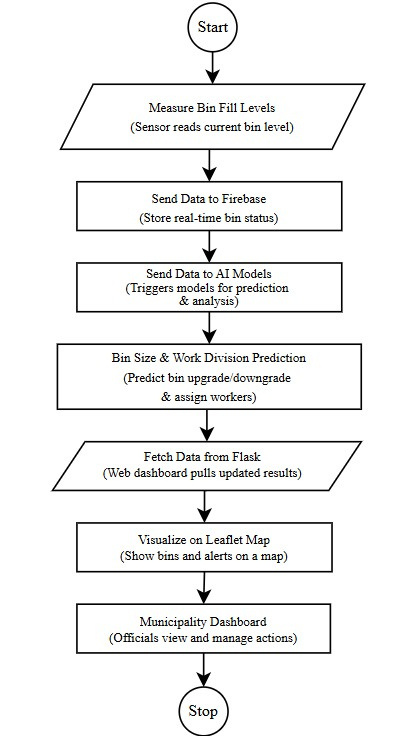 Start
Measure Bin Fill Levels
(Sensor reads current bin level)
Send Data to Firebase
(Store real-time bin status)
Send Data to AI Models
(Triggers models for prediction
& analysis)
Bin Size & Work Division Prediction
(Predict bin upgrade/downgrade
& assign workers)
Fetch Data from Flask
(Web dashboard pulls updated results)
Visualize on Leaflet Map
(Show bins and alerts on a map)
Municipality Dashboard
(Officials view and manage actions)
Stop